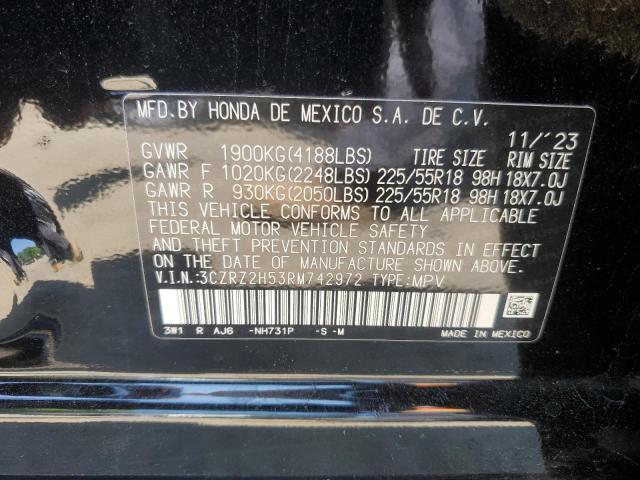 MFD.BY HONDA DE MEXICO S.A. DE C.V.
11/'23
GVWR 1900KG(4188LBS) TIRE SIZE RIM SIZE
GAWR F 1020KG(2248LBS) 225/55R18 98H 18X7.0J
GAWR R 930KG(2050LBS) 225/55R18 98H 18X7.0J
THIS VEHICLE CONFORMS TO ALL APPLICABLE
FEDERAL MOTOR VEHICLE SAFETY
AND THEFT PREVENTION STANDARDS IN EFFECT
ON THE DATE OF MANUFACTURE SHOWN ABOVE.
V.I.N.:3CZRZ2H53RM742972 TYPE:MPV
3W1 R AJ6 -NH731P -S -M MADE IN MEXICO